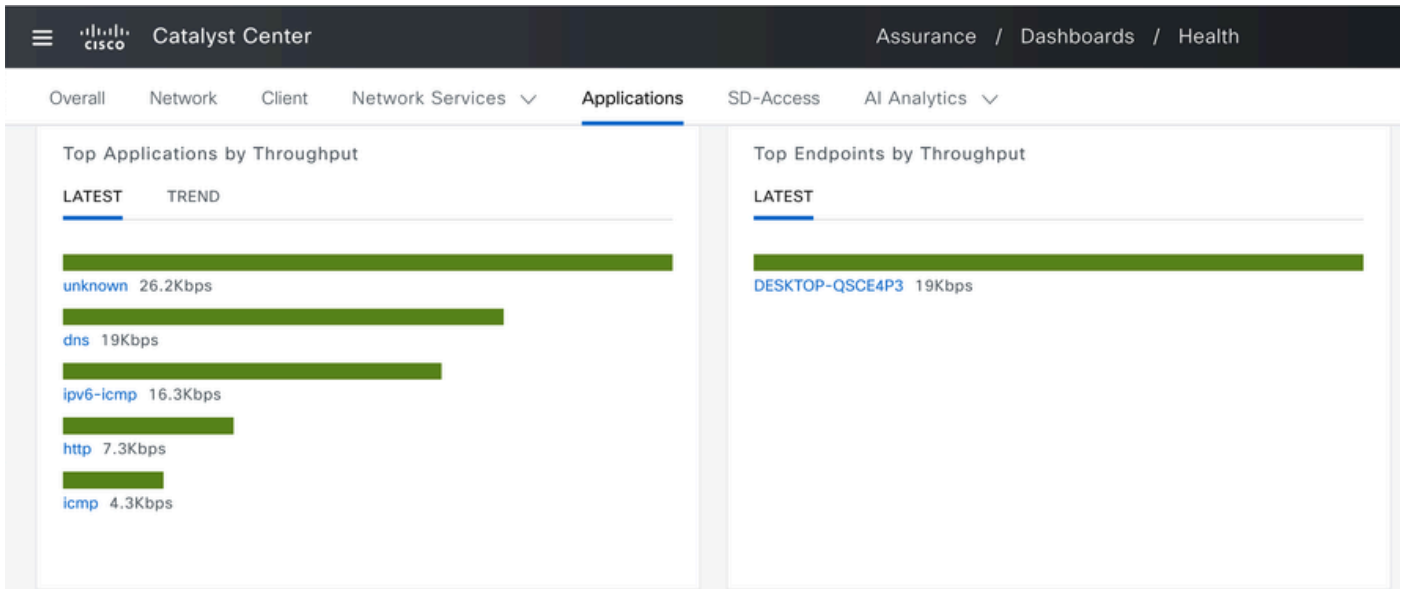 CISCO Catalyst Center Assurance / Dashboards / Health
Overall Network Client Network Services Applications SD-Access AI Analytics
Top Applications by Throughput
LATEST TREND
unknown 26.2Kbps
dns 19Kbps
ipv6-icmp 16.3Kbps
http 7.3Kbps
icmp 4.3Kbps
Top Endpoints by Throughput
LATEST
DESKTOP-QSCE4P3 19Kbps